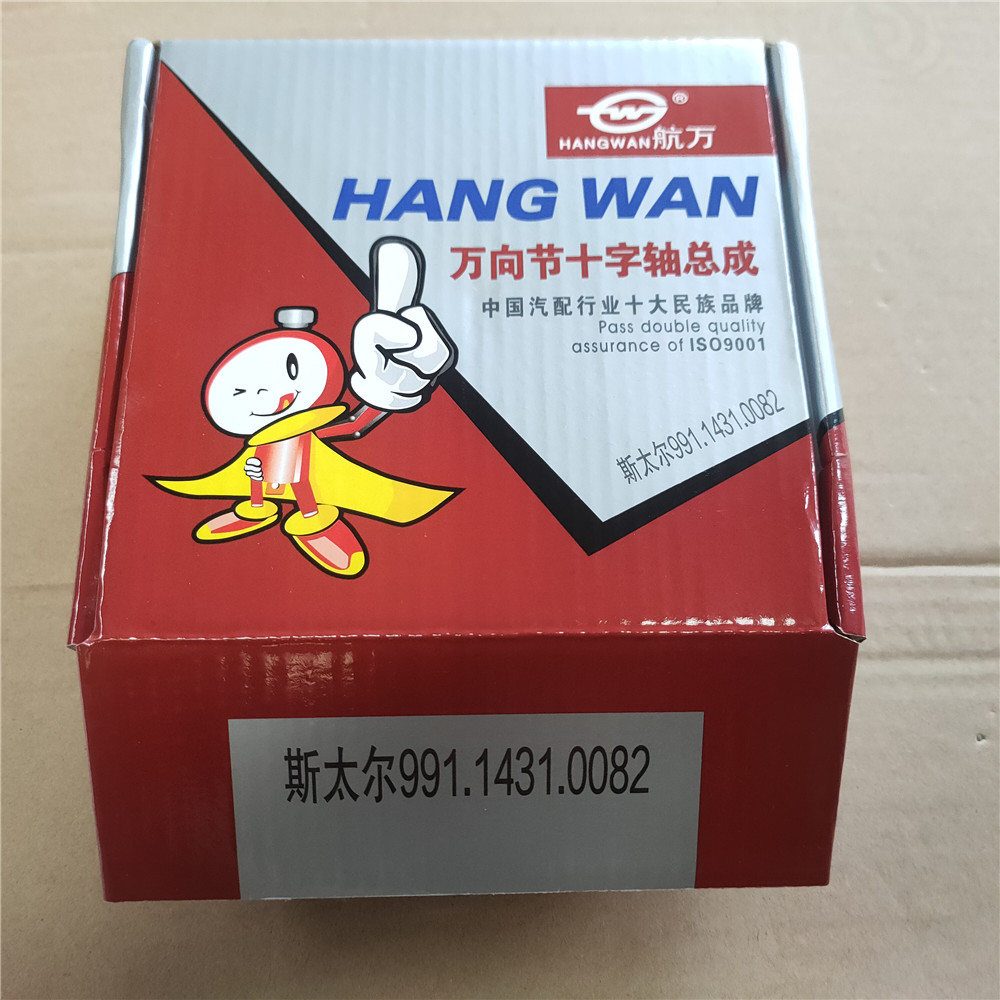 ®
HANGWAN航万
HANG WAN
万向节十字轴总成
中国汽配行业十大民族品牌
Pass double quality
assurance of ISO9001
斯太尔991.1431.0082
斯太尔991.1431.0082